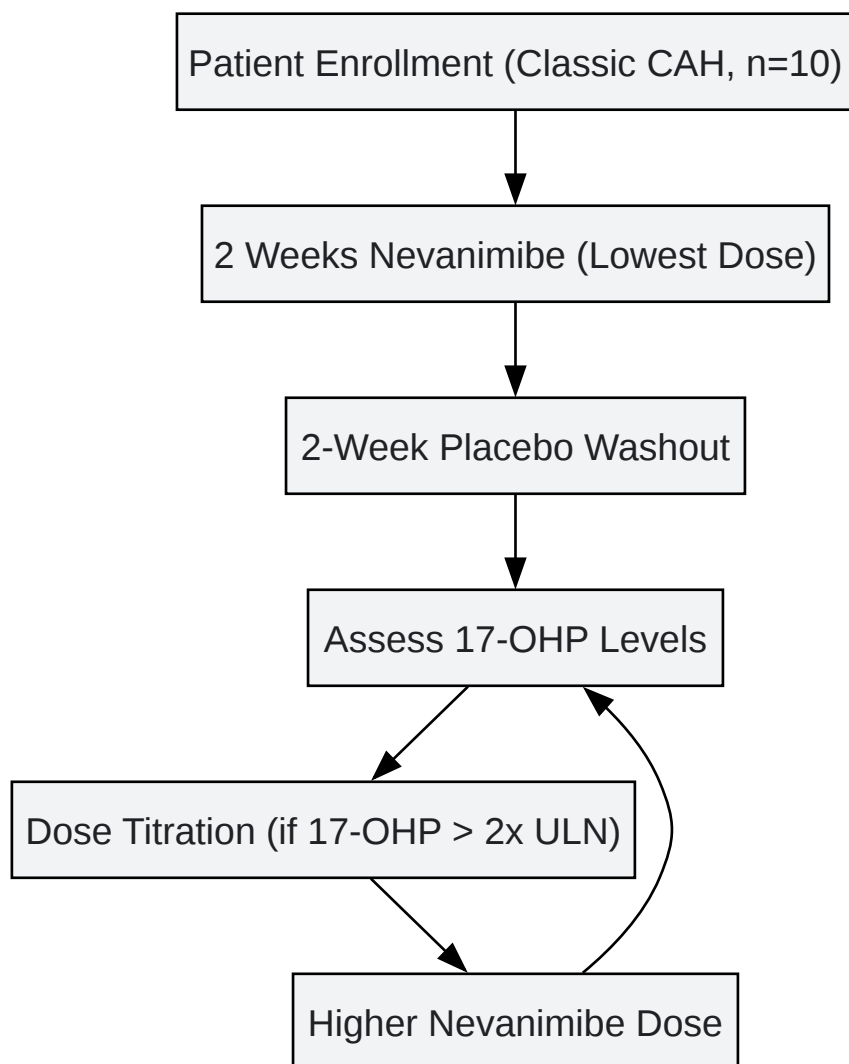 Patient Enrollment (Classic CAH, n=10)
2 Weeks Nevanimibe (Lowest Dose)
2-Week Placebo Washout
Assess 17-OHP Levels
Dose Titration (if 17-OHP > 2x ULN)
Higher Nevanimibe Dose